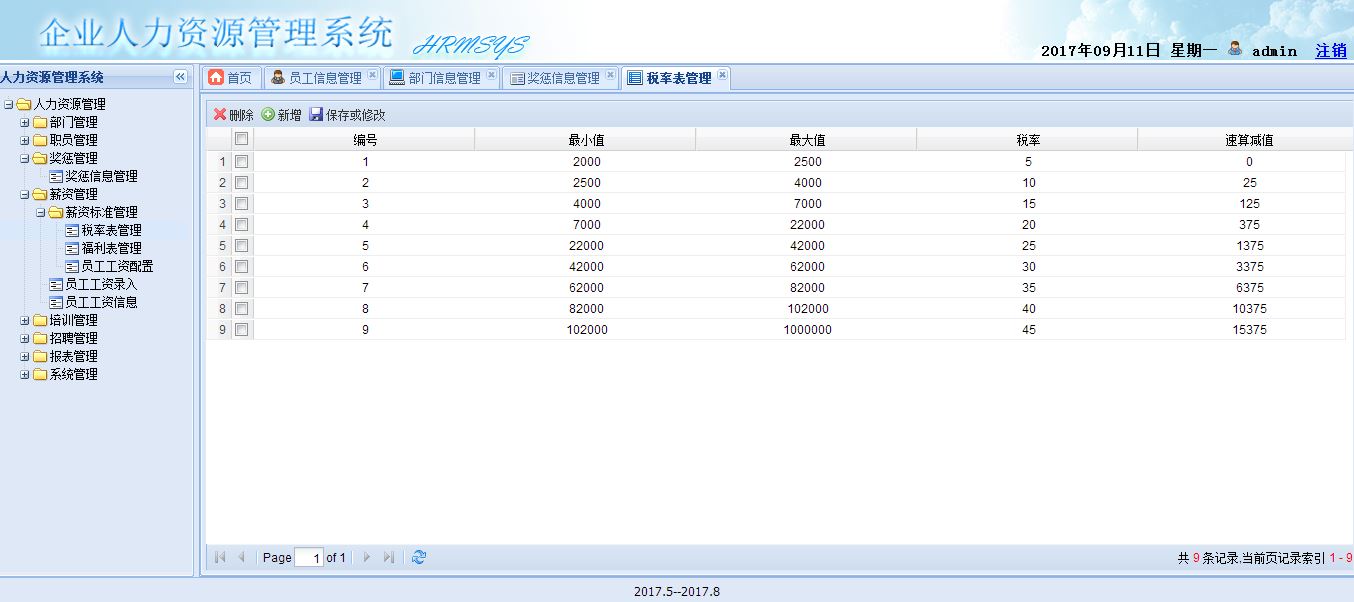 企业人力资源管理系统 HRMSYS
2017年09月11日 星期一 admin 注销
人力资源管理系统
人力资源管理
部门管理
职员管理
奖惩管理
奖惩信息管理
薪资管理
薪资标准管理
税率表管理
福利表管理
员工工资配置
员工工资录入
员工工资信息
培训管理
招聘管理
报表管理
系统管理
首页 员工信息管理 部门信息管理 奖惩信息管理 税率表管理
删除 新增 保存或修改
编号 最小值 最大值 税率 速算减值
1 1 2000 2500 5 0
2 2 2500 4000 10 25
3 3 4000 7000 15 125
4 4 7000 22000 20 375
5 5 22000 42000 25 1375
6 6 42000 62000 30 3375
7 7 62000 82000 35 6375
8 8 82000 102000 40 10375
9 9 102000 1000000 45 15375
Page 1 of 1
共 9 条记录,当前页记录索引 1 - 9
2017.5--2017.8